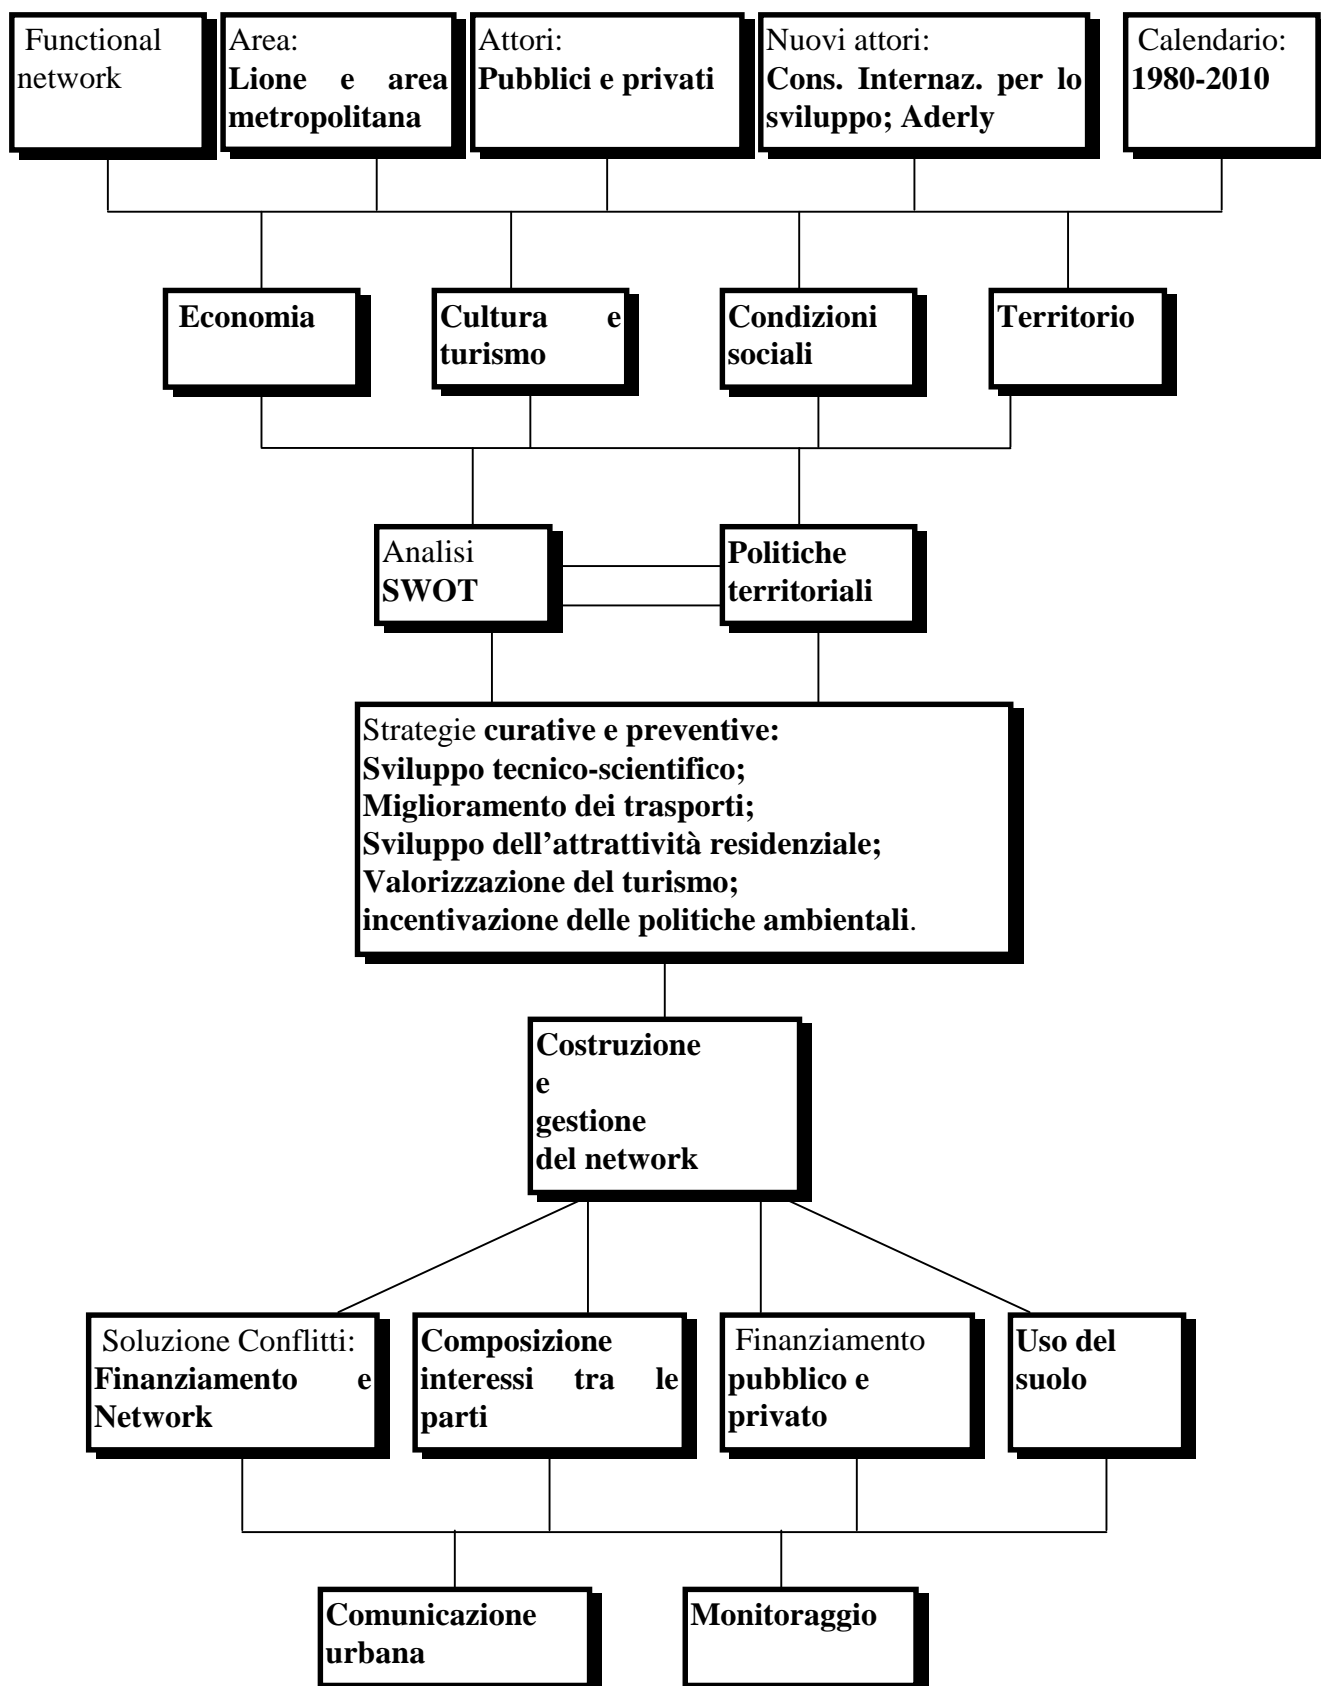 Functional
network
Area:
Lione e area
metropolitana
Attori:
Pubblici e privati
Nuovi attori:
Cons. Internaz. per lo
sviluppo; Aderly
Calendario:
1980-2010
Economia
Cultura e
turismo
Condizioni
sociali
Territorio
Analisi
SWOT
Politiche
territoriali
Strategie curative e preventive:
Sviluppo tecnico-scientifico;
Miglioramento dei trasporti;
Sviluppo dell’attrattività residenziale;
Valorizzazione del turismo;
incentivazione delle politiche ambientali.
Costruzione
e
gestione
del network
Soluzione Conflitti:
Finanziamento e
Network
Composizione
interessi tra le
parti
Finanziamento
pubblico e
privato
Uso del
suolo
Comunicazione
urbana
Monitoraggio